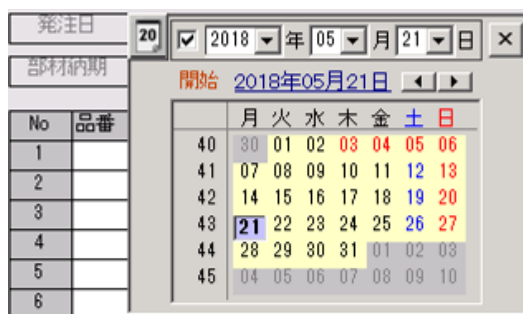 発注日
部材納期
No 品番
1
2
3
4
5
6
20 2018 年 05 月 21 日 ×
開始 2018年05月21日
月 火 水 木 金 土 日
40 30 01 02 03 04 05 06
41 07 08 09 10 11 12 13
42 14 15 16 17 18 19 20
43 21 22 23 24 25 26 27
44 28 29 30 31 01 02 03
45 04 05 06 07 08 09 10